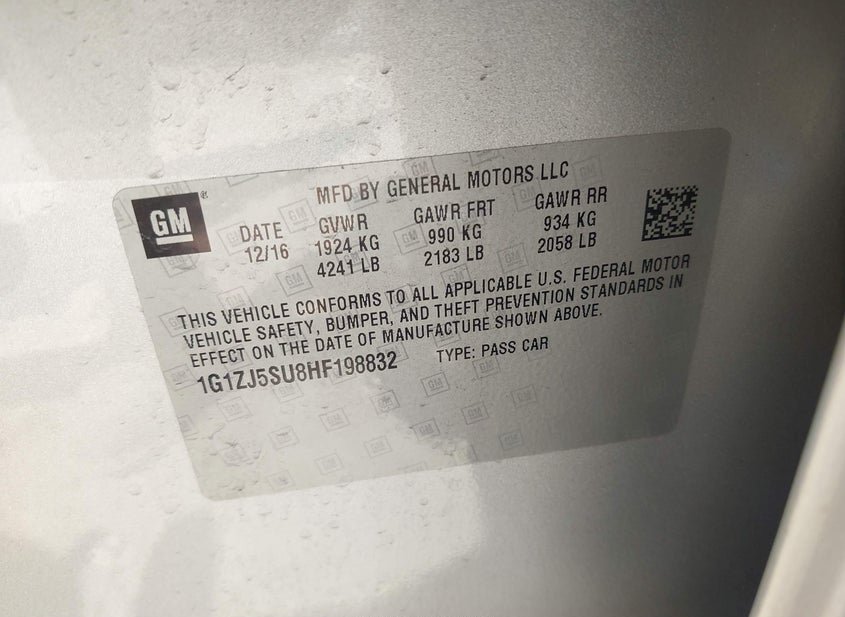 GM®
MFD BY GENERAL MOTORS LLC
DATE GVWR GAWR FRT GAWR RR
12/16 1924 KG 990 KG 934 KG
4241 LB 2183 LB 2058 LB
THIS VEHICLE CONFORMS TO ALL APPLICABLE U.S. FEDERAL MOTOR
VEHICLE SAFETY, BUMPER, AND THEFT PREVENTION STANDARDS IN
EFFECT ON THE DATE OF MANUFACTURE SHOWN ABOVE.
1G1ZJ5SU8HF198832 TYPE: PASS CAR